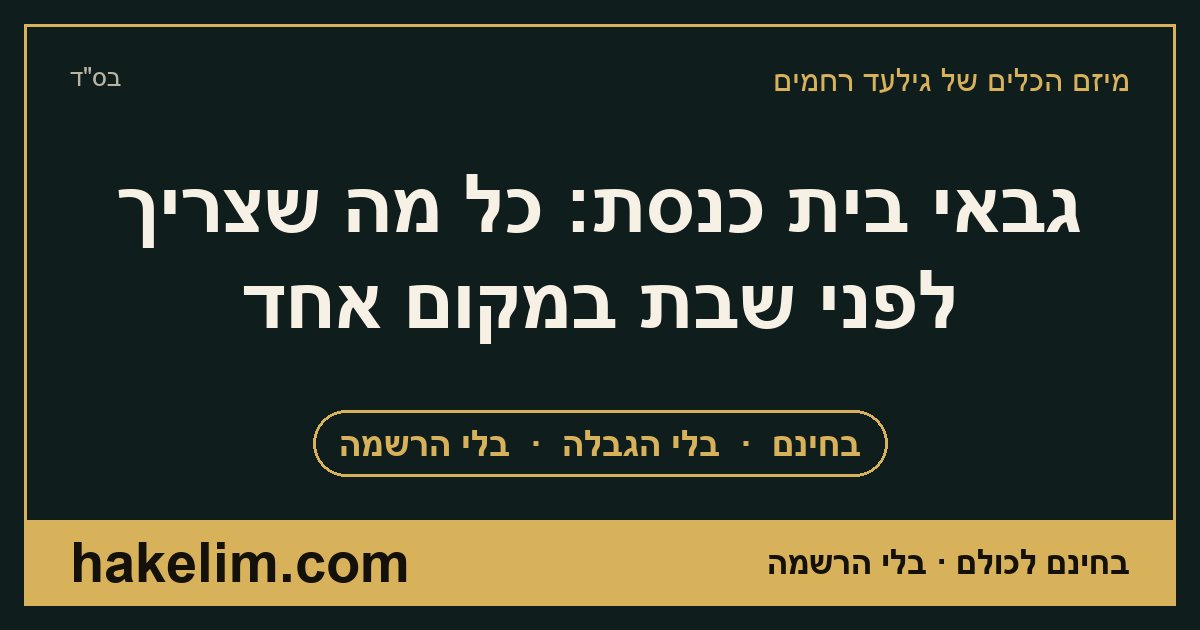 מיזם הכלים של גילעד רחמים
בס"ד
גבאי בית כנסת: כל מה שצריך
לפני שבת במקום אחד
בחינם · בלי הגבלה · בלי הרשמה
בחינם לכולם · בלי הרשמה
hakelim.com